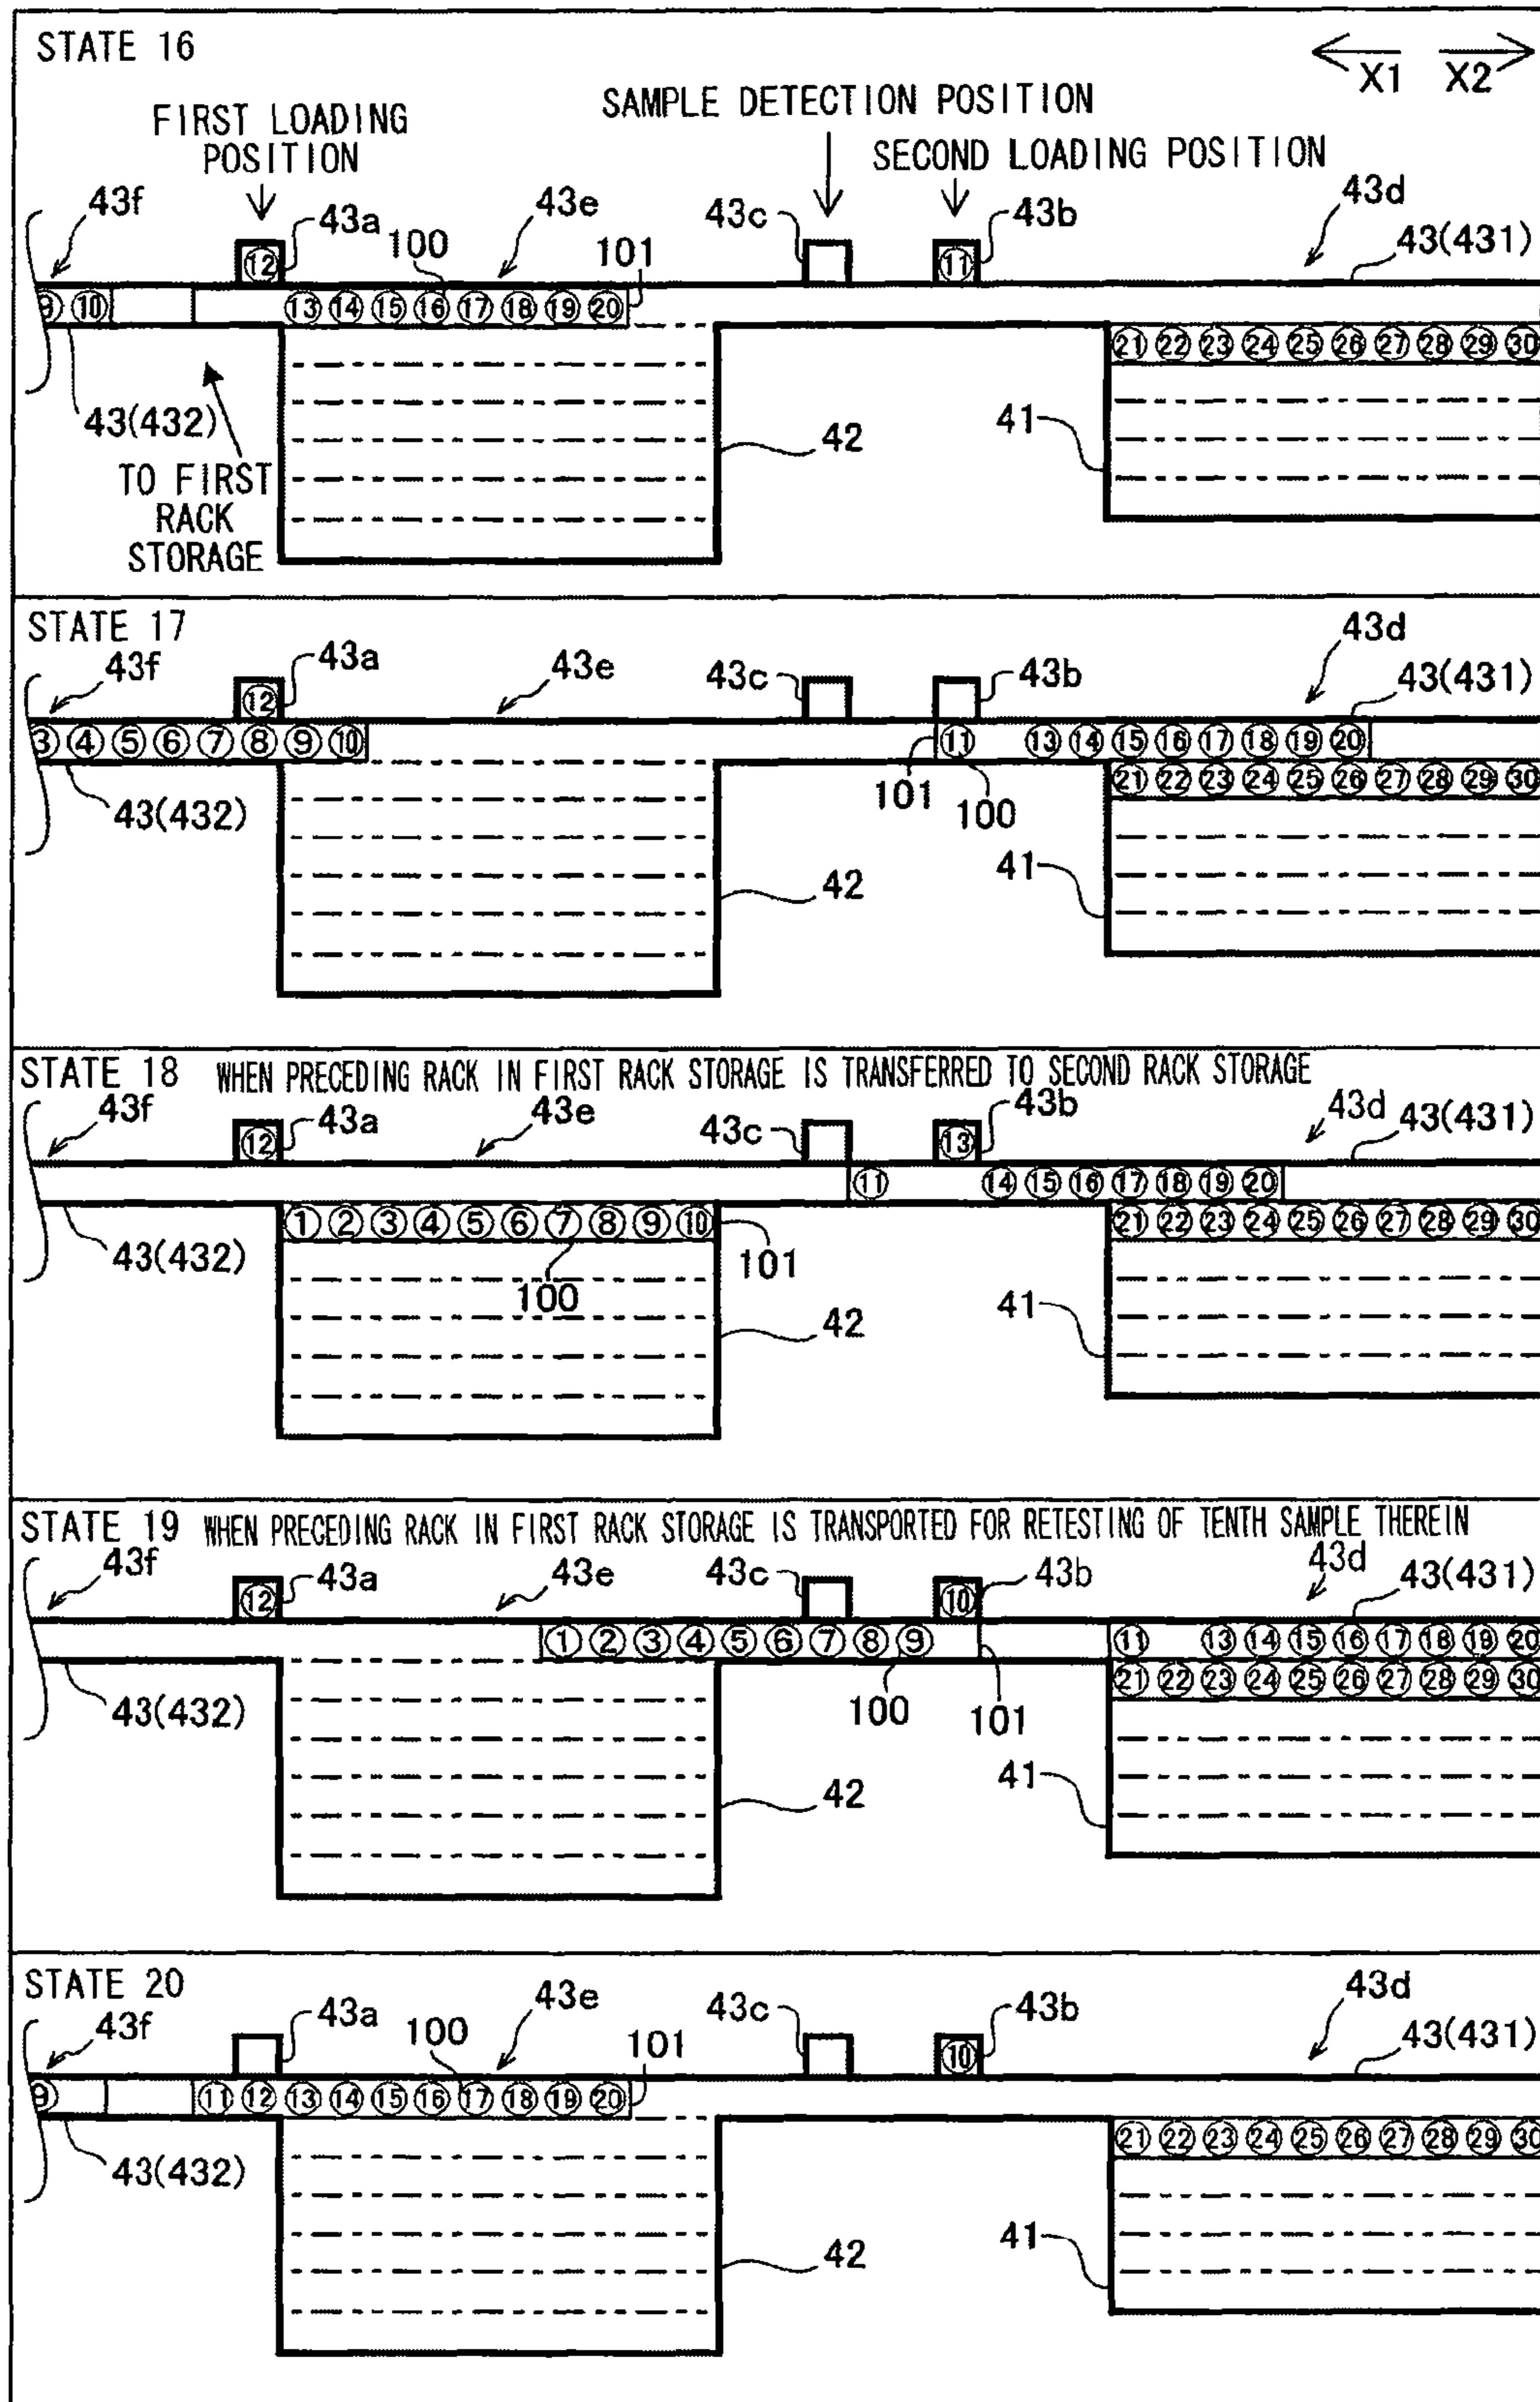 STATE 16
X1 X2
FIRST LOADING
POSITION
SAMPLE DETECTION POSITION
SECOND LOADING POSITION
43f 43a 100 43e 101 43c 43b 43d
43(431)
⑫ ⑪
9 ⑩ ⑬ ⑭ ⑮ ⑯ ⑰ ⑱ ⑲ ⑳
㉑ ㉒ ㉓ ㉔ ㉕ ㉖ ㉗ ㉘ ㉙ ㉚
43(432) 42 41
TO FIRST
RACK
STORAGE
STATE 17
43f 43a 43e 43c 43b 43d
43(431)
⑫
3 ④ ⑤ ⑥ ⑦ ⑧ ⑨ ⑩ ⑪ ⑬ ⑭ ⑮ ⑯ ⑰ ⑱ ⑲ ⑳
㉑ ㉒ ㉓ ㉔ ㉕ ㉖ ㉗ ㉘ ㉙ ㉚
43(432) 101 100
42 41
STATE 18 WHEN PRECEDING RACK IN FIRST RACK STORAGE IS TRANSFERRED TO SECOND RACK STORAGE
43f 43a 43e 43c 43b 43d 43(431)
⑫ ⑬
⑪ ⑭ ⑮ ⑯ ⑰ ⑱ ⑲ ⑳
① ② ③ ④ ⑤ ⑥ ⑦ ⑧ ⑨ ⑩ ㉑ ㉒ ㉓ ㉔ ㉕ ㉖ ㉗ ㉘ ㉙ ㉚
43(432) 101
100 42 41
STATE 19 WHEN PRECEDING RACK IN FIRST RACK STORAGE IS TRANSPORTED FOR RETESTING OF TENTH SAMPLE THEREIN
43f 43a 43e 43c 43b 43d 43(431)
⑫ ⑩
① ② ③ ④ ⑤ ⑥ ⑦ ⑧ ⑨ ⑪ ⑬ ⑭ ⑮ ⑯ ⑰ ⑱ ⑲ ⑳
㉑ ㉒ ㉓ ㉔ ㉕ ㉖ ㉗ ㉘ ㉙ ㉚
43(432) 100 101
42 41
STATE 20
43f 43a 100 43e 101 43c 43b 43d
43(431)
⑩
9 ⑪ ⑫ ⑬ ⑭ ⑮ ⑯ ⑰ ⑱ ⑲ ⑳
㉑ ㉒ ㉓ ㉔ ㉕ ㉖ ㉗ ㉘ ㉙ ㉚
43(432) 42 41